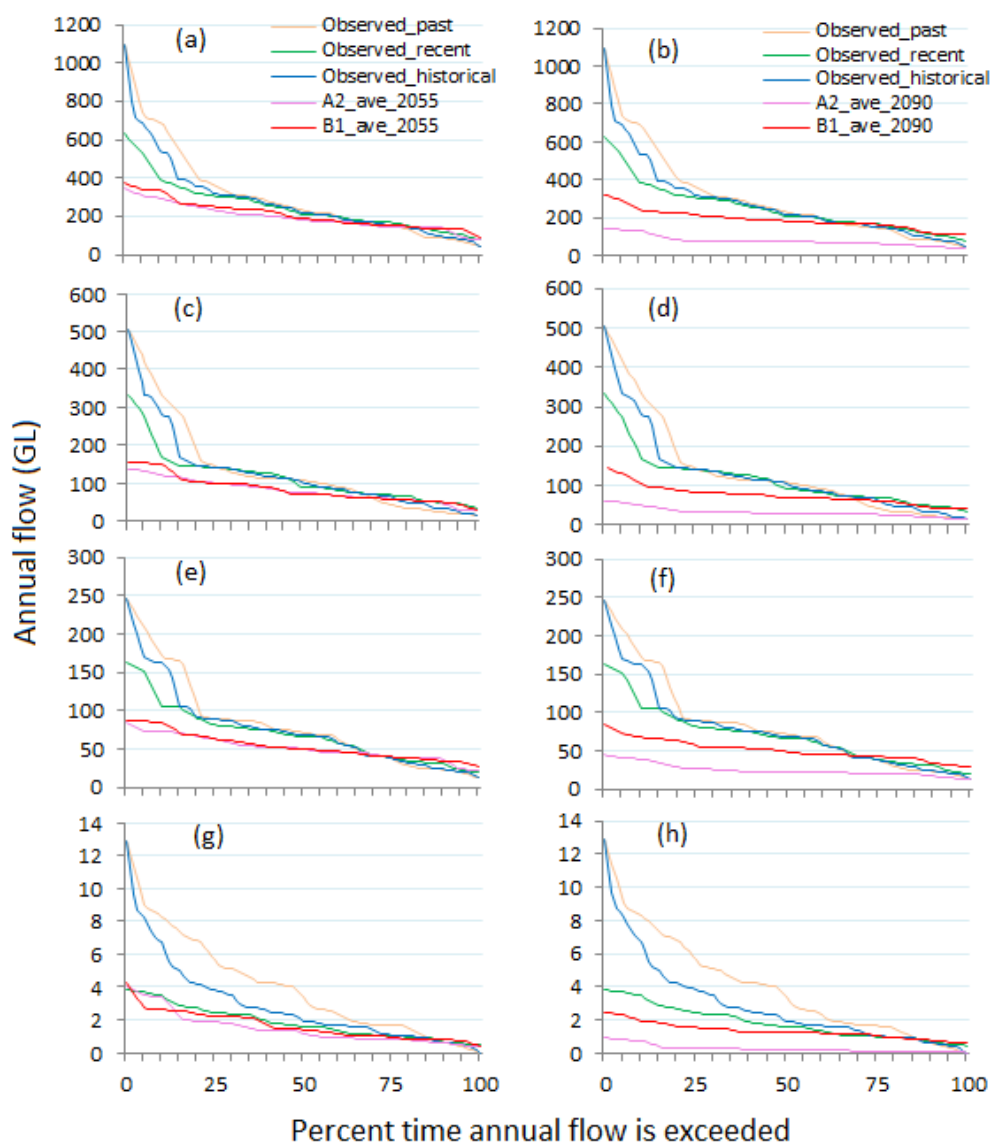 (a)
Observed_past
Observed_recent
Observed_historical
A2_ave_2055
B1_ave_2055
1200
1000
800
600
400
200
0
(b)
Observed_past
Observed_recent
Observed_historical
A2_ave_2090
B1_ave_2090
1200
1000
800
600
400
200
0
(c)
600
500
400
300
200
100
0
(d)
600
500
400
300
200
100
0
(e)
300
250
200
150
100
50
0
(f)
300
250
200
150
100
50
0
(g)
14
12
10
8
6
4
2
0
0 25 50 75 100
(h)
14
12
10
8
6
4
2
0
0 25 50 75 100
Annual flow (GL)
Percent time annual flow is exceeded